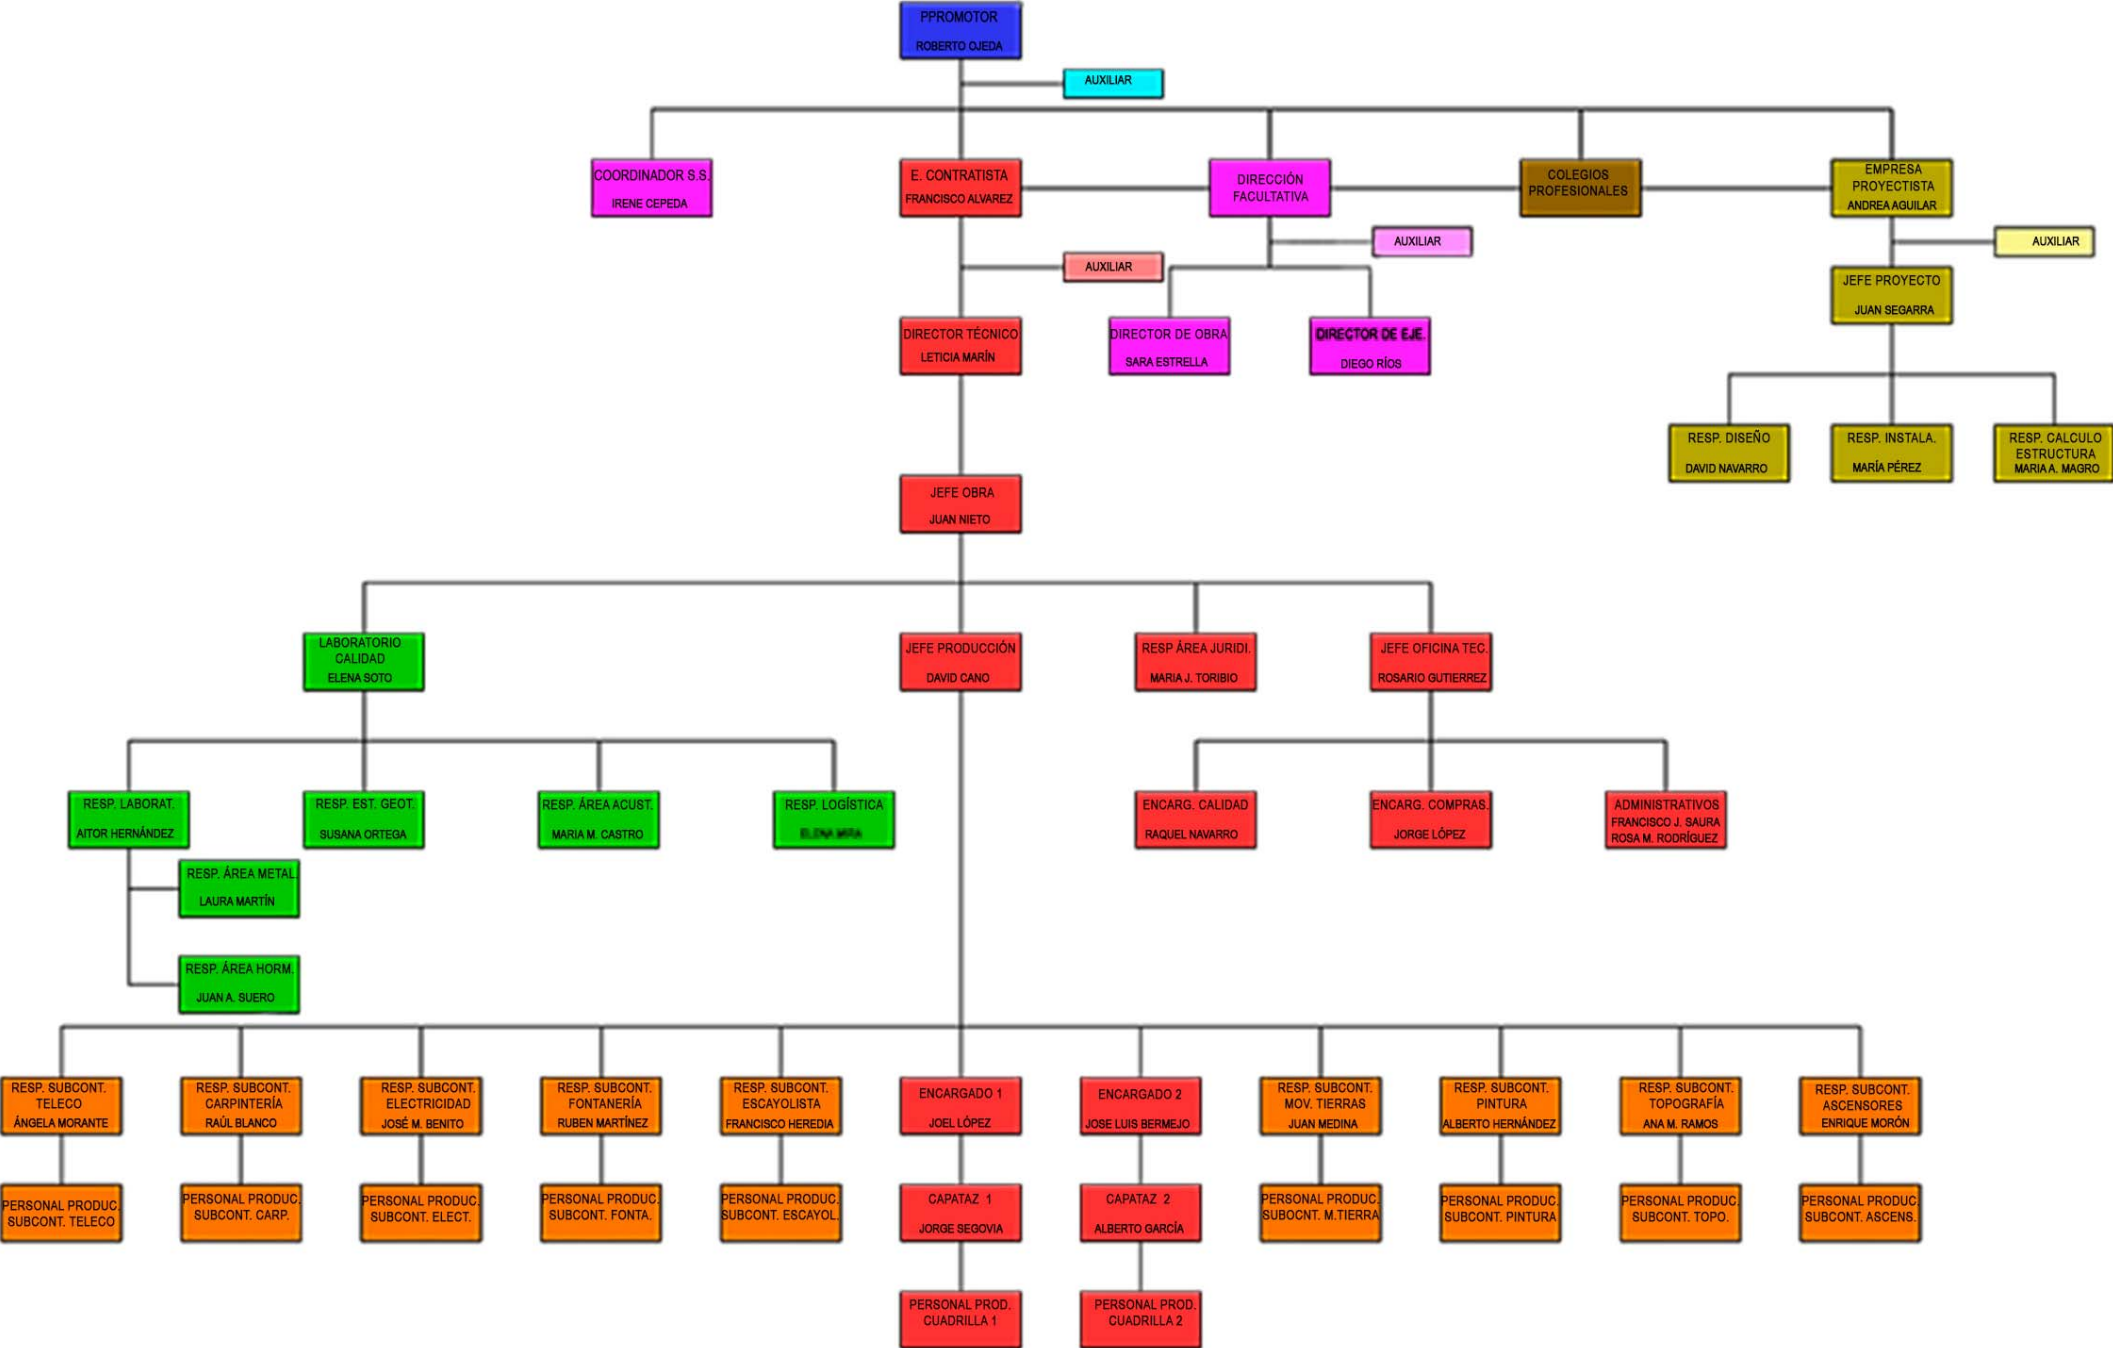 PPROMOTOR
ROBERTO OJEDA
AUXILIAR
COORDINADOR S.S.
IRENE CEPEDA
E. CONTRATISTA
FRANCISCO ALVAREZ
DIRECCIÓN
FACULTATIVA
COLEGIOS
PROFESIONALES
EMPRESA
PROYECTISTA
ANDREA AGUILAR
AUXILIAR
AUXILIAR
AUXILIAR
JEFE PROYECTO
JUAN SEGARRA
DIRECTOR TÉCNICO
LETICIA MARÍN
DIRECTOR DE OBRA
SARA ESTRELLA
DIRECTOR DE EJE.
DIEGO RÍOS
RESP. DISEÑO
DAVID NAVARRO
RESP. INSTALA.
MARÍA PÉREZ
RESP. CALCULO
ESTRUCTURA
MARIA A. MAGRO
JEFE OBRA
JUAN NIETO
LABORATORIO
CALIDAD
ELENA SOTO
JEFE PRODUCCIÓN
DAVID CANO
RESP ÁREA JURIDI.
MARIA J. TORIBIO
JEFE OFICINA TEC.
ROSARIO GUTIERREZ
RESP. LABORAT.
AITOR HERNÁNDEZ
RESP. EST. GEOT.
SUSANA ORTEGA
RESP. ÁREA ACUST.
MARIA M. CASTRO
RESP. LOGÍSTICA
ELENA MIRA
ENCARG. CALIDAD
RAQUEL NAVARRO
ENCARG. COMPRAS.
JORGE LÓPEZ
ADMINISTRATIVOS
FRANCISCO J. SAURA
ROSA M. RODRÍGUEZ
RESP. ÁREA METAL.
LAURA MARTÍN
RESP. ÁREA HORM.
JUAN A. SUERO
RESP. SUBCONT.
TELECO
ÁNGELA MORANTE
RESP. SUBCONT.
CARPINTERÍA
RAÚL BLANCO
RESP. SUBCONT.
ELECTRICIDAD
JOSÉ M. BENITO
RESP. SUBCONT.
FONTANERÍA
RUBEN MARTÍNEZ
RESP. SUBCONT.
ESCAYOLISTA
FRANCISCO HEREDIA
ENCARGADO 1
JOEL LÓPEZ
ENCARGADO 2
JOSE LUIS BERMEJO
RESP. SUBCONT.
MOV. TIERRAS
JUAN MEDINA
RESP. SUBCONT.
PINTURA
ALBERTO HERNÁNDEZ
RESP. SUBCONT.
TOPOGRAFÍA
ANA M. RAMOS
RESP. SUBCONT.
ASCENSORES
ENRIQUE MORÓN
PERSONAL PRODUC.
SUBCONT. TELECO
PERSONAL PRODUC.
SUBCONT. CARP.
PERSONAL PRODUC.
SUBCONT. ELECT.
PERSONAL PRODUC.
SUBCONT. FONTA.
PERSONAL PRODUC.
SUBCONT. ESCAYOL.
CAPATAZ 1
JORGE SEGOVIA
CAPATAZ 2
ALBERTO GARCÍA
PERSONAL PRODUC.
SUBOCNT. M.TIERRA
PERSONAL PRODUC.
SUBCONT. PINTURA
PERSONAL PRODUC.
SUBCONT. TOPO.
PERSONAL PRODUC.
SUBCONT. ASCENS.
PERSONAL PROD.
CUADRILLA 1
PERSONAL PROD.
CUADRILLA 2